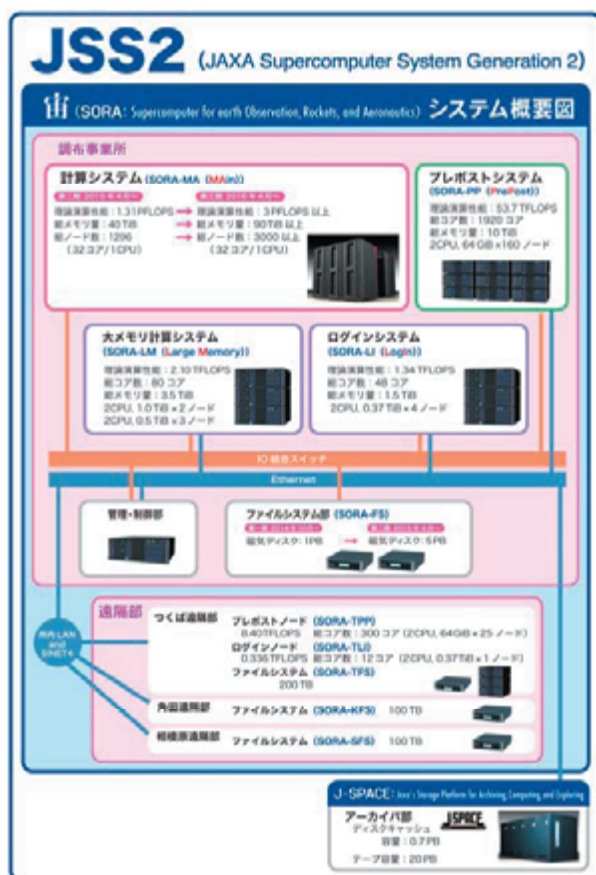 JSS2 (JAXA Supercomputer System Generation 2)
宙 (SORA: Supercomputer for earth Observation, Rockets, and Aeronautics) システム概要図
調布事業所
計算システム (SORA-MA (MAin))
理論演算性能:1.31PFLOPS → 理論演算性能:3PFLOPS 以上
総メモリ量:40TiB → 総メモリ量:90TiB 以上
総ノード数:1296 → 総ノード数:3000 以上
(32コア/1CPU) (32コア/1CPU)
プレポストシステム
(SORA-PP (PrePost))
理論演算性能:53.7TFLOPS
総コア数:1920 コア
総メモリ量:10TiB
2CPU, 64GiB×160ノード
大メモリ計算システム
(SORA-LM (Large Memory))
理論演算性能:2.10TFLOPS
総コア数:80 コア
総メモリ量:3.5TiB
2CPU, 1.0TiB×2ノード
2CPU, 0.5TiB×3ノード
ログインシステム
(SORA-LI (LogIn))
理論演算性能:1.34TFLOPS
総コア数:48 コア
総メモリ量:1.5TiB
2CPU, 0.37TiB×4ノード
IO 結合スイッチ
Ethernet
管理・制御部
ファイルシステム部 (SORA-FS)
磁気ディスク:1PB → 磁気ディスク:5PB
遠隔部
つくば遠隔部
プレポストノード (SORA-TPP)
8.40TFLOPS 総コア数:300コア (2CPU, 64GiB×25ノード)
ログインノード (SORA-TLI)
0.336TFLOPS 総コア数:12コア (2CPU, 0.37TiB×1ノード)
ファイルシステム (SORA-TFS)
200TB
LAN
and
SINET4
角田遠隔部 ファイルシステム (SORA-KFS) 100TB
相模原遠隔部 ファイルシステム (SORA-SFS) 100TB
J-SPACE: Jaxa's Storage Platform for Archiving, Computing, and Exploring
アーカイバ部 J-SPACE
ディスクキャッシュ
容量:0.7PB
テープ容量:20PB